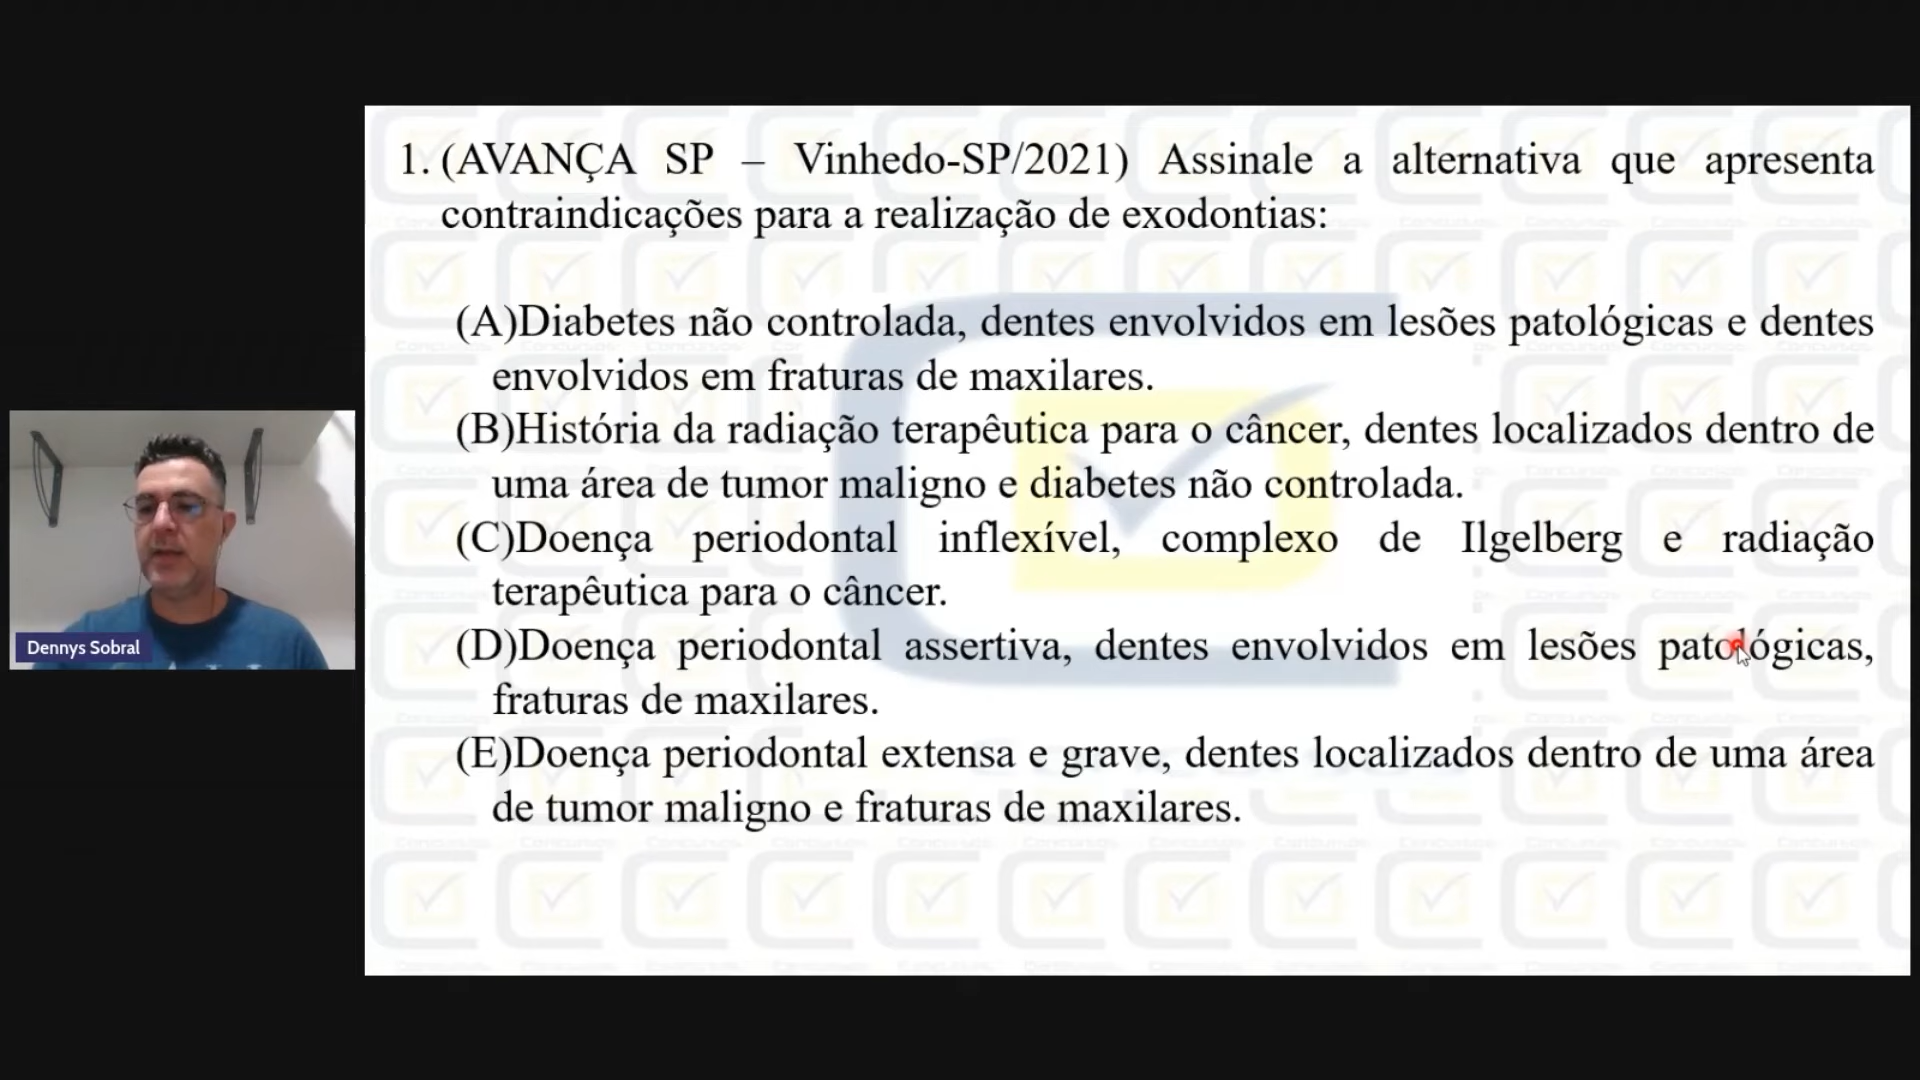 1. (AVANÇA SP – Vinhedo-SP/2021) Assinale a alternativa que apresenta
contraindicações para a realização de exodontias:
(A)Diabetes não controlada, dentes envolvidos em lesões patológicas e dentes
envolvidos em fraturas de maxilares.
(B)História da radiação terapêutica para o câncer, dentes localizados dentro de
uma área de tumor maligno e diabetes não controlada.
(C)Doença periodontal inflexível, complexo de Ilgelberg e radiação
terapêutica para o câncer.
(D)Doença periodontal assertiva, dentes envolvidos em lesões patológicas,
fraturas de maxilares.
(E)Doença periodontal extensa e grave, dentes localizados dentro de uma área
de tumor maligno e fraturas de maxilares.
Dennys Sobral